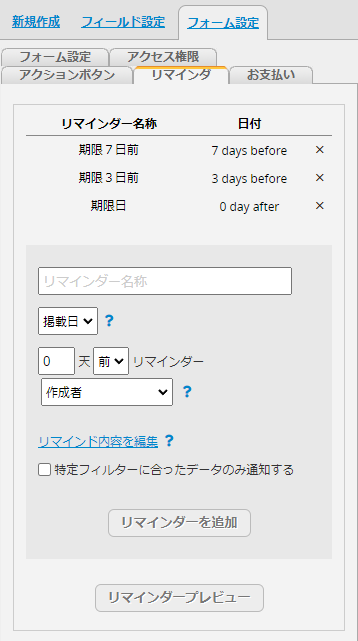 新規作成 フィールド設定 フォーム設定
フォーム設定 アクセス権限
アクションボタン リマインダ お支払い
リマインダー名称 日付
期限７日前 7 days before ×
期限３日前 3 days before ×
期限日 0 day after ×
リマインダー名称
掲載日 ?
0 天 前 リマインダー
作成者 ?
リマインド内容を編集 ?
特定フィルターに合ったデータのみ通知する
リマインダーを追加
リマインダープレビュー